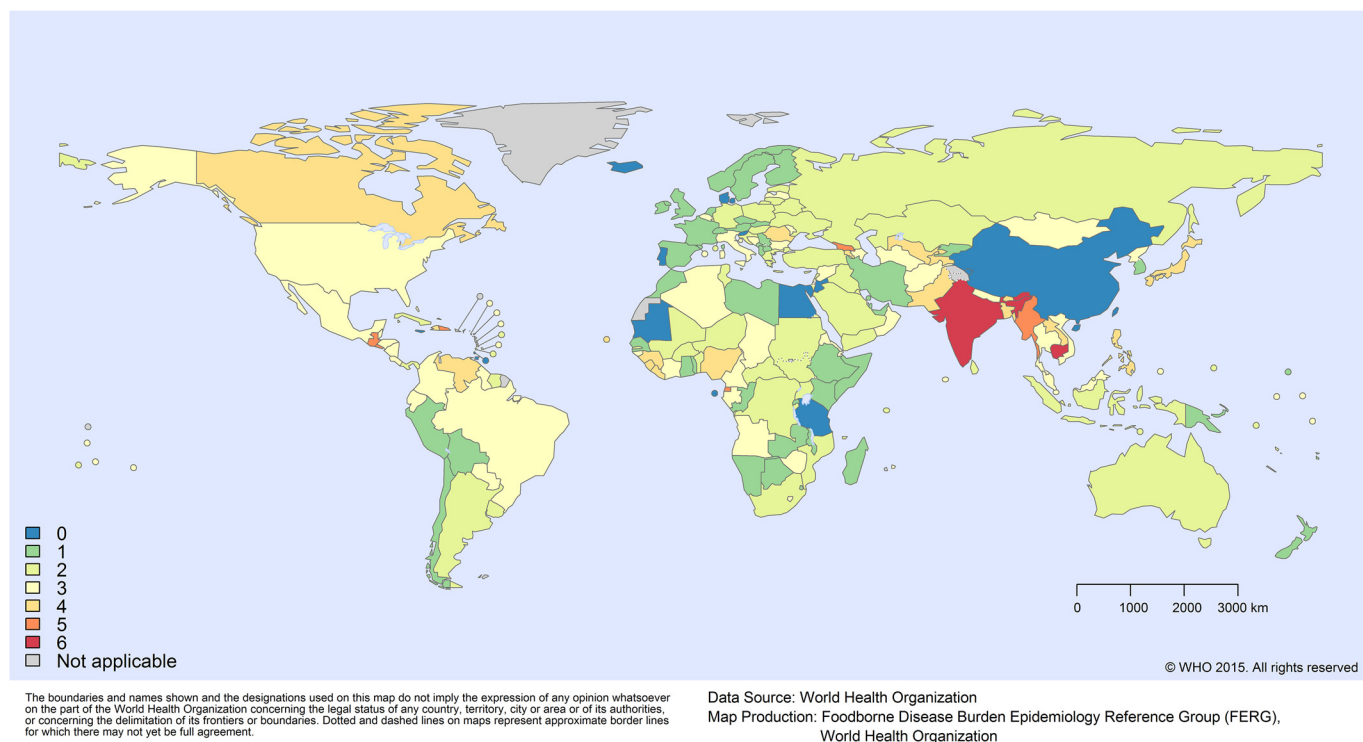 0
1
2
3
4
5
6
Not applicable
0 1000 2000 3000 km
© WHO 2015. All rights reserved
The boundaries and names shown and the designations used on this map do not imply the expression of any opinion whatsoever
on the part of the World Health Organization concerning the legal status of any country, territory, city or area or of its authorities,
or concerning the delimitation of its frontiers or boundaries. Dotted and dashed lines on maps represent approximate border lines
for which there may not yet be full agreement.
Data Source: World Health Organization
Map Production: Foodborne Disease Burden Epidemiology Reference Group (FERG),
World Health Organization